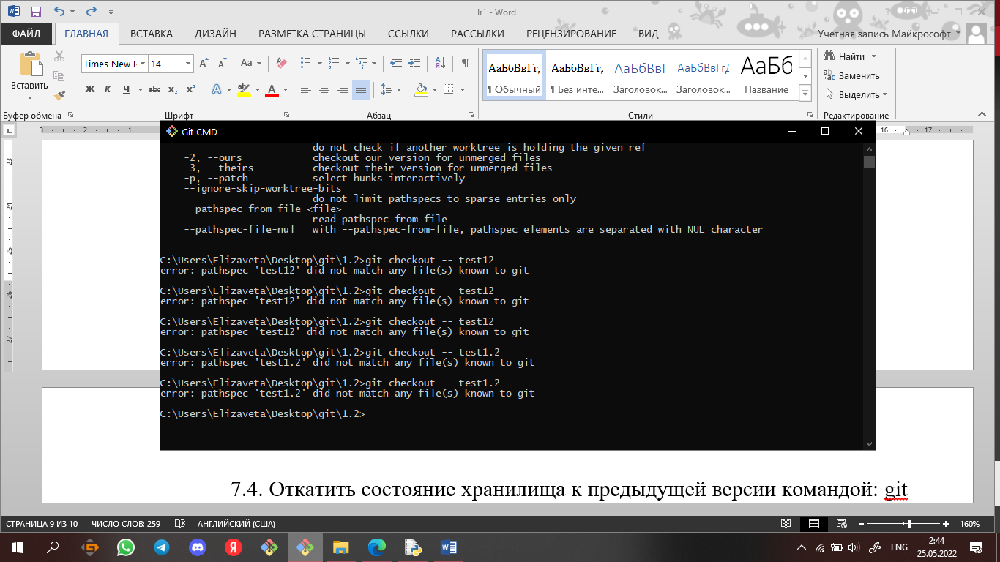 lr1 - Word
ФАЙЛ ГЛАВНАЯ ВСТАВКА ДИЗАЙН РАЗМЕТКА СТРАНИЦЫ ССЫЛКИ РАССЫЛКИ РЕЦЕНЗИРОВАНИЕ ВИД Учетная запись Майкрософт
Вставить
Буфер обмена
Times New F 14
Aa
Ж К Ч abc x₂ x²
Шрифт
Абзац
АаБбВвГг, АаБбВвГг, АаБбВвГ АаБбВвГг АаБб
¶ Обычный ¶ Без инте... Заголовок... Заголовок... Название
Стили
Найти
Заменить
Выделить
Редактирование
3 2 1 16 17
23
24
25
26
27
Git CMD
do not check if another worktree is holding the given ref
-2, --ours checkout our version for unmerged files
-3, --theirs checkout their version for unmerged files
-p, --patch select hunks interactively
--ignore-skip-worktree-bits
do not limit pathspecs to sparse entries only
--pathspec-from-file <file>
read pathspec from file
--pathspec-file-nul with --pathspec-from-file, pathspec elements are separated with NUL character
C:\Users\Elizaveta\Desktop\git\1.2>git checkout -- test12
error: pathspec 'test12' did not match any file(s) known to git
C:\Users\Elizaveta\Desktop\git\1.2>git checkout -- test12
error: pathspec 'test12' did not match any file(s) known to git
C:\Users\Elizaveta\Desktop\git\1.2>git checkout -- test12
error: pathspec 'test12' did not match any file(s) known to git
C:\Users\Elizaveta\Desktop\git\1.2>git checkout -- test1.2
error: pathspec 'test1.2' did not match any file(s) known to git
C:\Users\Elizaveta\Desktop\git\1.2>git checkout -- test1.2
error: pathspec 'test1.2' did not match any file(s) known to git
C:\Users\Elizaveta\Desktop\git\1.2>
7.4. Откатить состояние хранилища к предыдущей версии командой: git
СТРАНИЦА 9 ИЗ 10 ЧИСЛО СЛОВ: 259 АНГЛИЙСКИЙ (США) 160%
ENG
2:44
25.05.2022